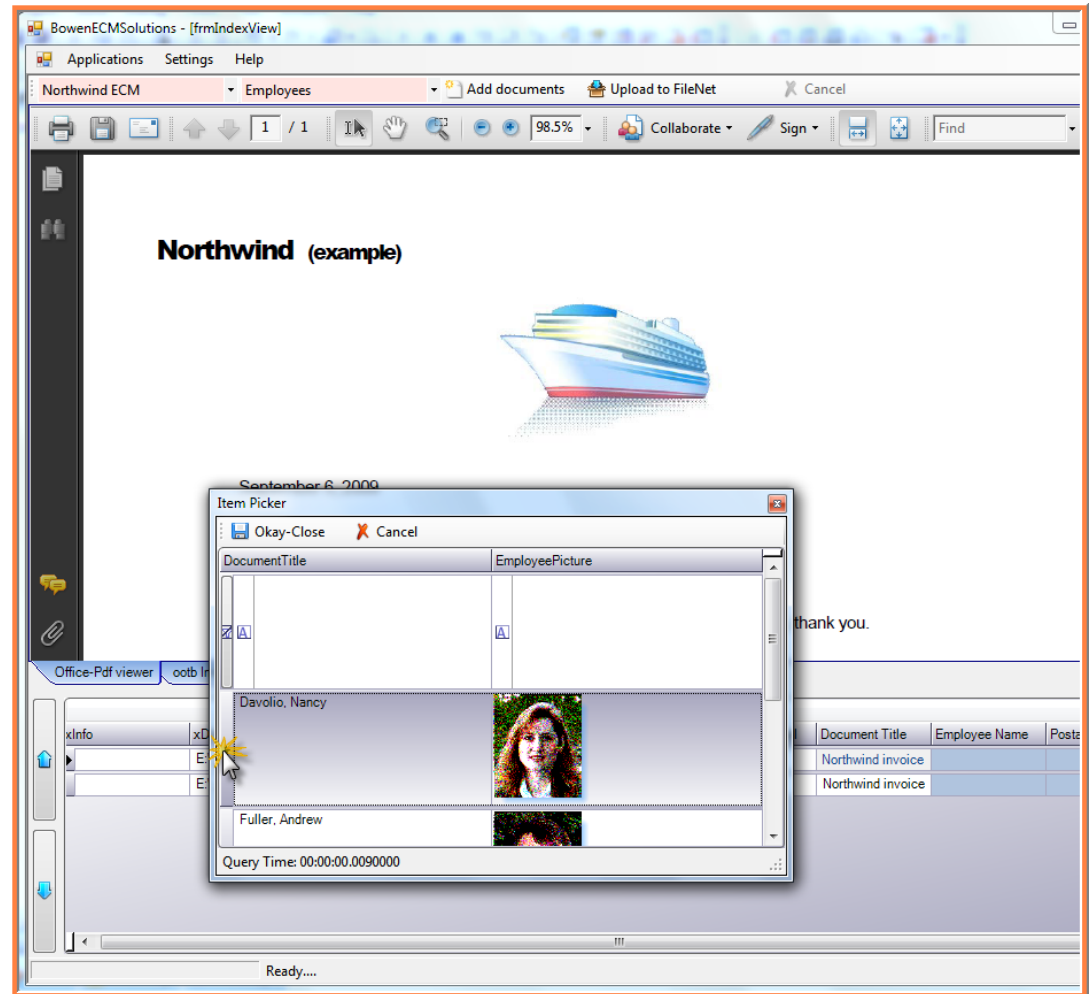 BowenECMSolutions - [frmIndexView]
Applications Settings Help
Northwind ECM Employees Add documents Upload to FileNet Cancel
1 / 1 98.5% Collaborate Sign Find
Northwind (example)
September 6, 2009
Item Picker
Okay-Close Cancel
DocumentTitle EmployeePicture
A A
thank you.
Office-Pdf viewer ootb
Davolio, Nancy
xInfo Document Title Employee Name
Northwind invoice
Northwind invoice
Fuller, Andrew
Query Time: 00:00:00.0090000
Ready....